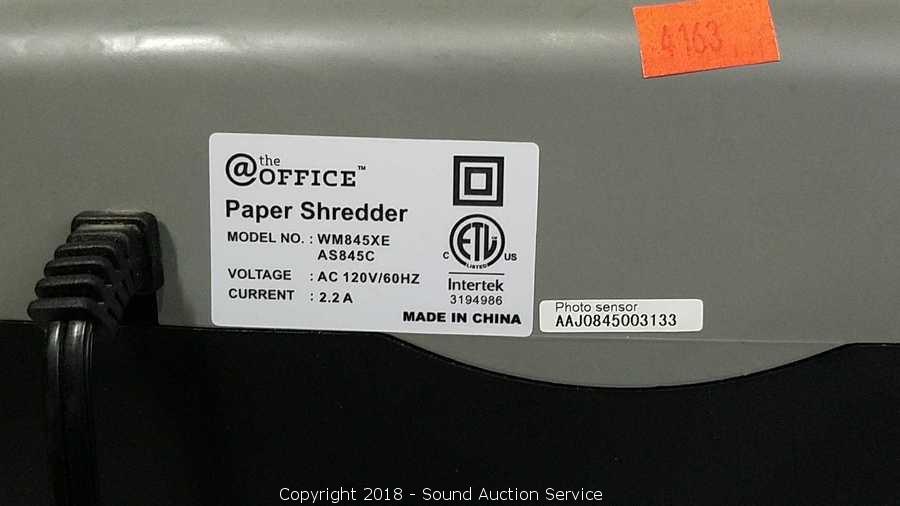 4163
@the OFFICE™
Paper Shredder
MODEL NO. : WM845XE
AS845C
VOLTAGE : AC 120V/60HZ
CURRENT : 2.2 A
C ETL US
LISTED
Intertek
3194986
MADE IN CHINA
Photo sensor
AAJ0845003133
Copyright 2018 - Sound Auction Service